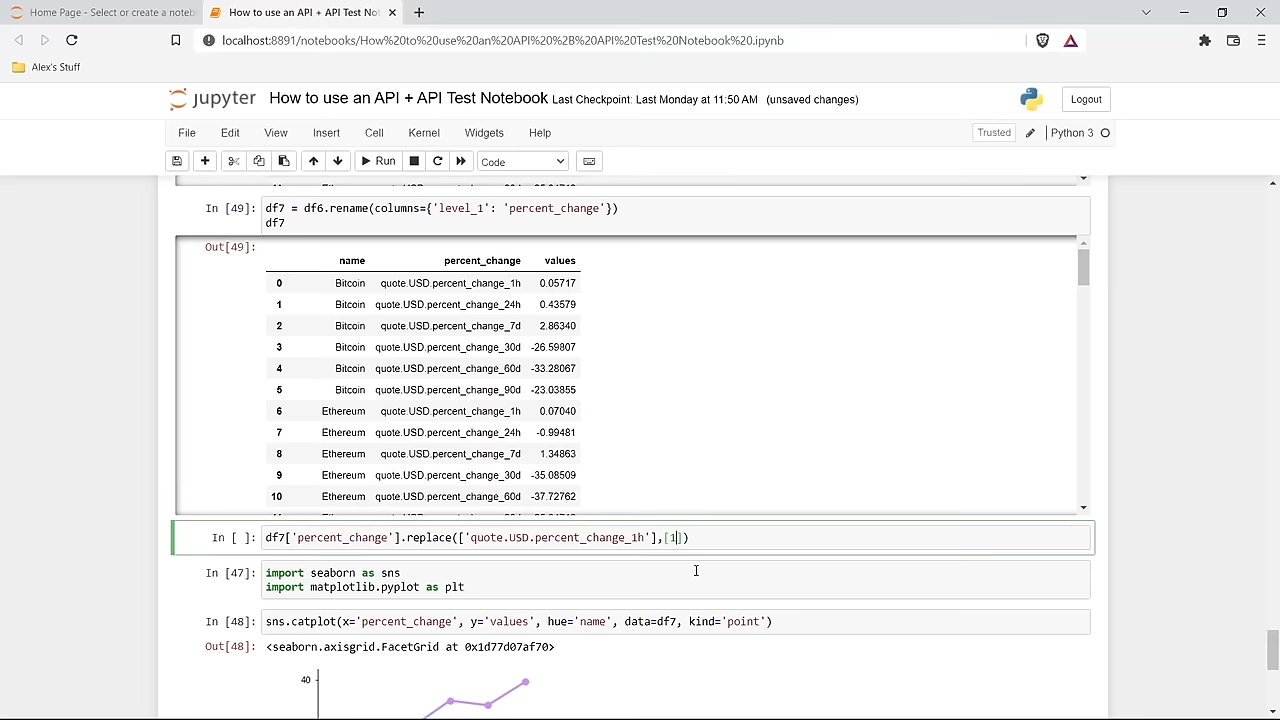 Home Page - Select or create a noteb
How to use an API + API Test Not
localhost:8891/notebooks/How%20to%20use%20an%20API%20%2B%20API%20Test%20Notebook%20.ipynb
Alex's Stuff
jupyter How to use an API + API Test Notebook Last Checkpoint: Last Monday at 11:50 AM (unsaved changes)
Logout
File Edit View Insert Cell Kernel Widgets Help
Trusted Python 3
Run Code
In [49]: df7 = df6.rename(columns={'level_1': 'percent_change'})
df7
Out[49]:
name percent_change values
0 Bitcoin quote.USD.percent_change_1h 0.05717
1 Bitcoin quote.USD.percent_change_24h 0.43579
2 Bitcoin quote.USD.percent_change_7d 2.86340
3 Bitcoin quote.USD.percent_change_30d -26.59807
4 Bitcoin quote.USD.percent_change_60d -33.28067
5 Bitcoin quote.USD.percent_change_90d -23.03855
6 Ethereum quote.USD.percent_change_1h 0.07040
7 Ethereum quote.USD.percent_change_24h -0.99481
8 Ethereum quote.USD.percent_change_7d 1.34863
9 Ethereum quote.USD.percent_change_30d -35.08509
10 Ethereum quote.USD.percent_change_60d -37.72762
In [ ]: df7['percent_change'].replace(['quote.USD.percent_change_1h'],[1])
In [47]: import seaborn as sns
import matplotlib.pyplot as plt
In [48]: sns.catplot(x='percent_change', y='values', hue='name', data=df7, kind='point')
Out[48]: <seaborn.axisgrid.FacetGrid at 0x1d77d07af70>
40